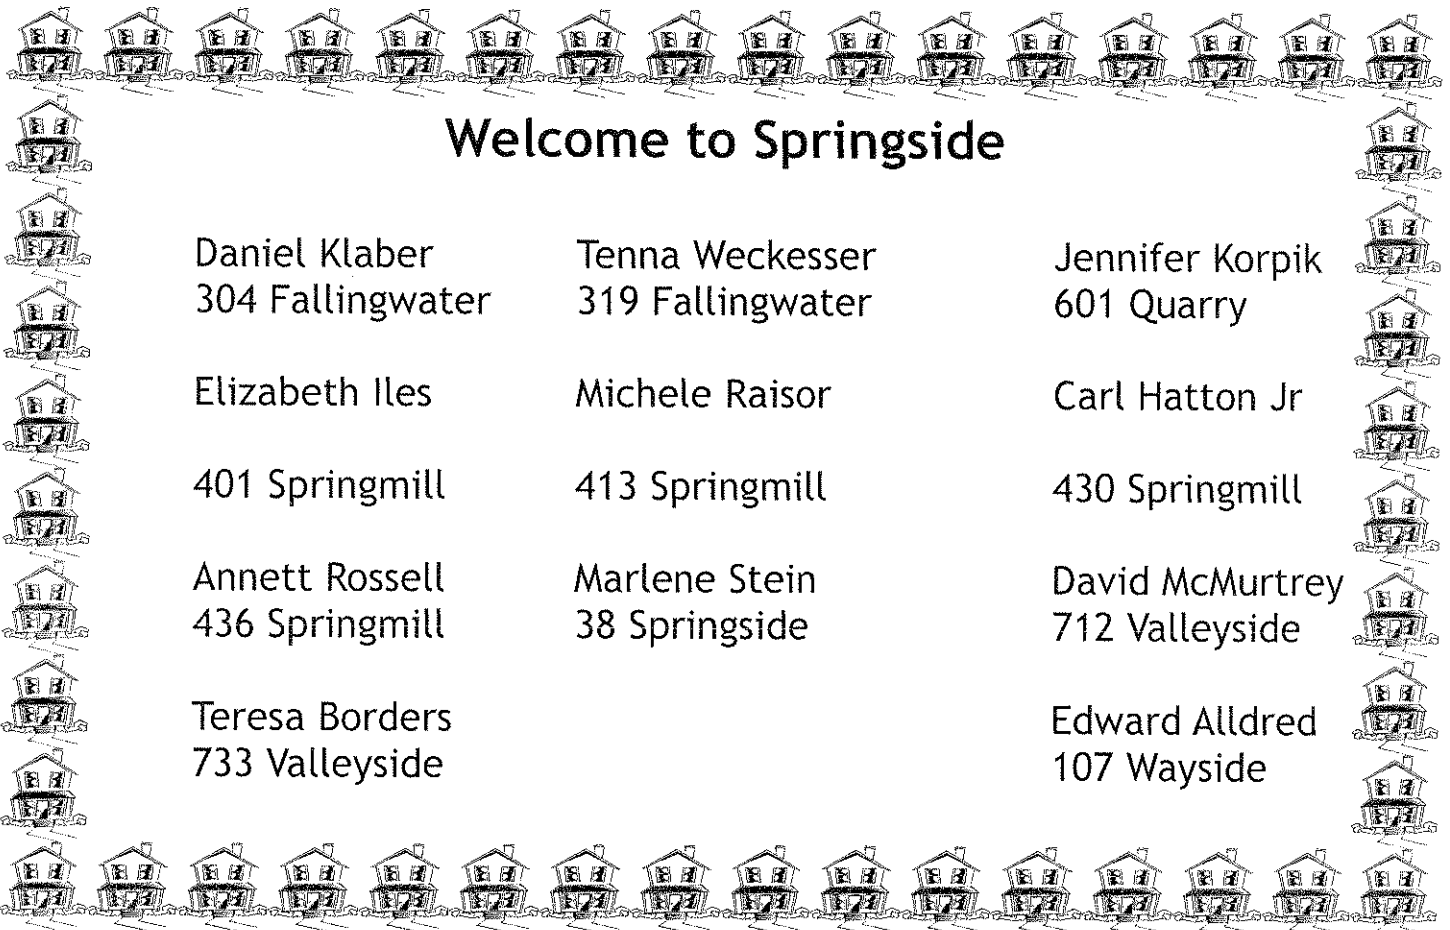 Welcome to Springside
Daniel Klaber
304 Fallingwater
Tenna Weckesser
319 Fallingwater
Jennifer Korpik
601 Quarry
Elizabeth Iles
401 Springmill
Michele Raisor
413 Springmill
Carl Hatton Jr
430 Springmill
Annett Rossell
436 Springmill
Marlene Stein
38 Springside
David McMurtrey
712 Valleyside
Teresa Borders
733 Valleyside
Edward Alldred
107 Wayside